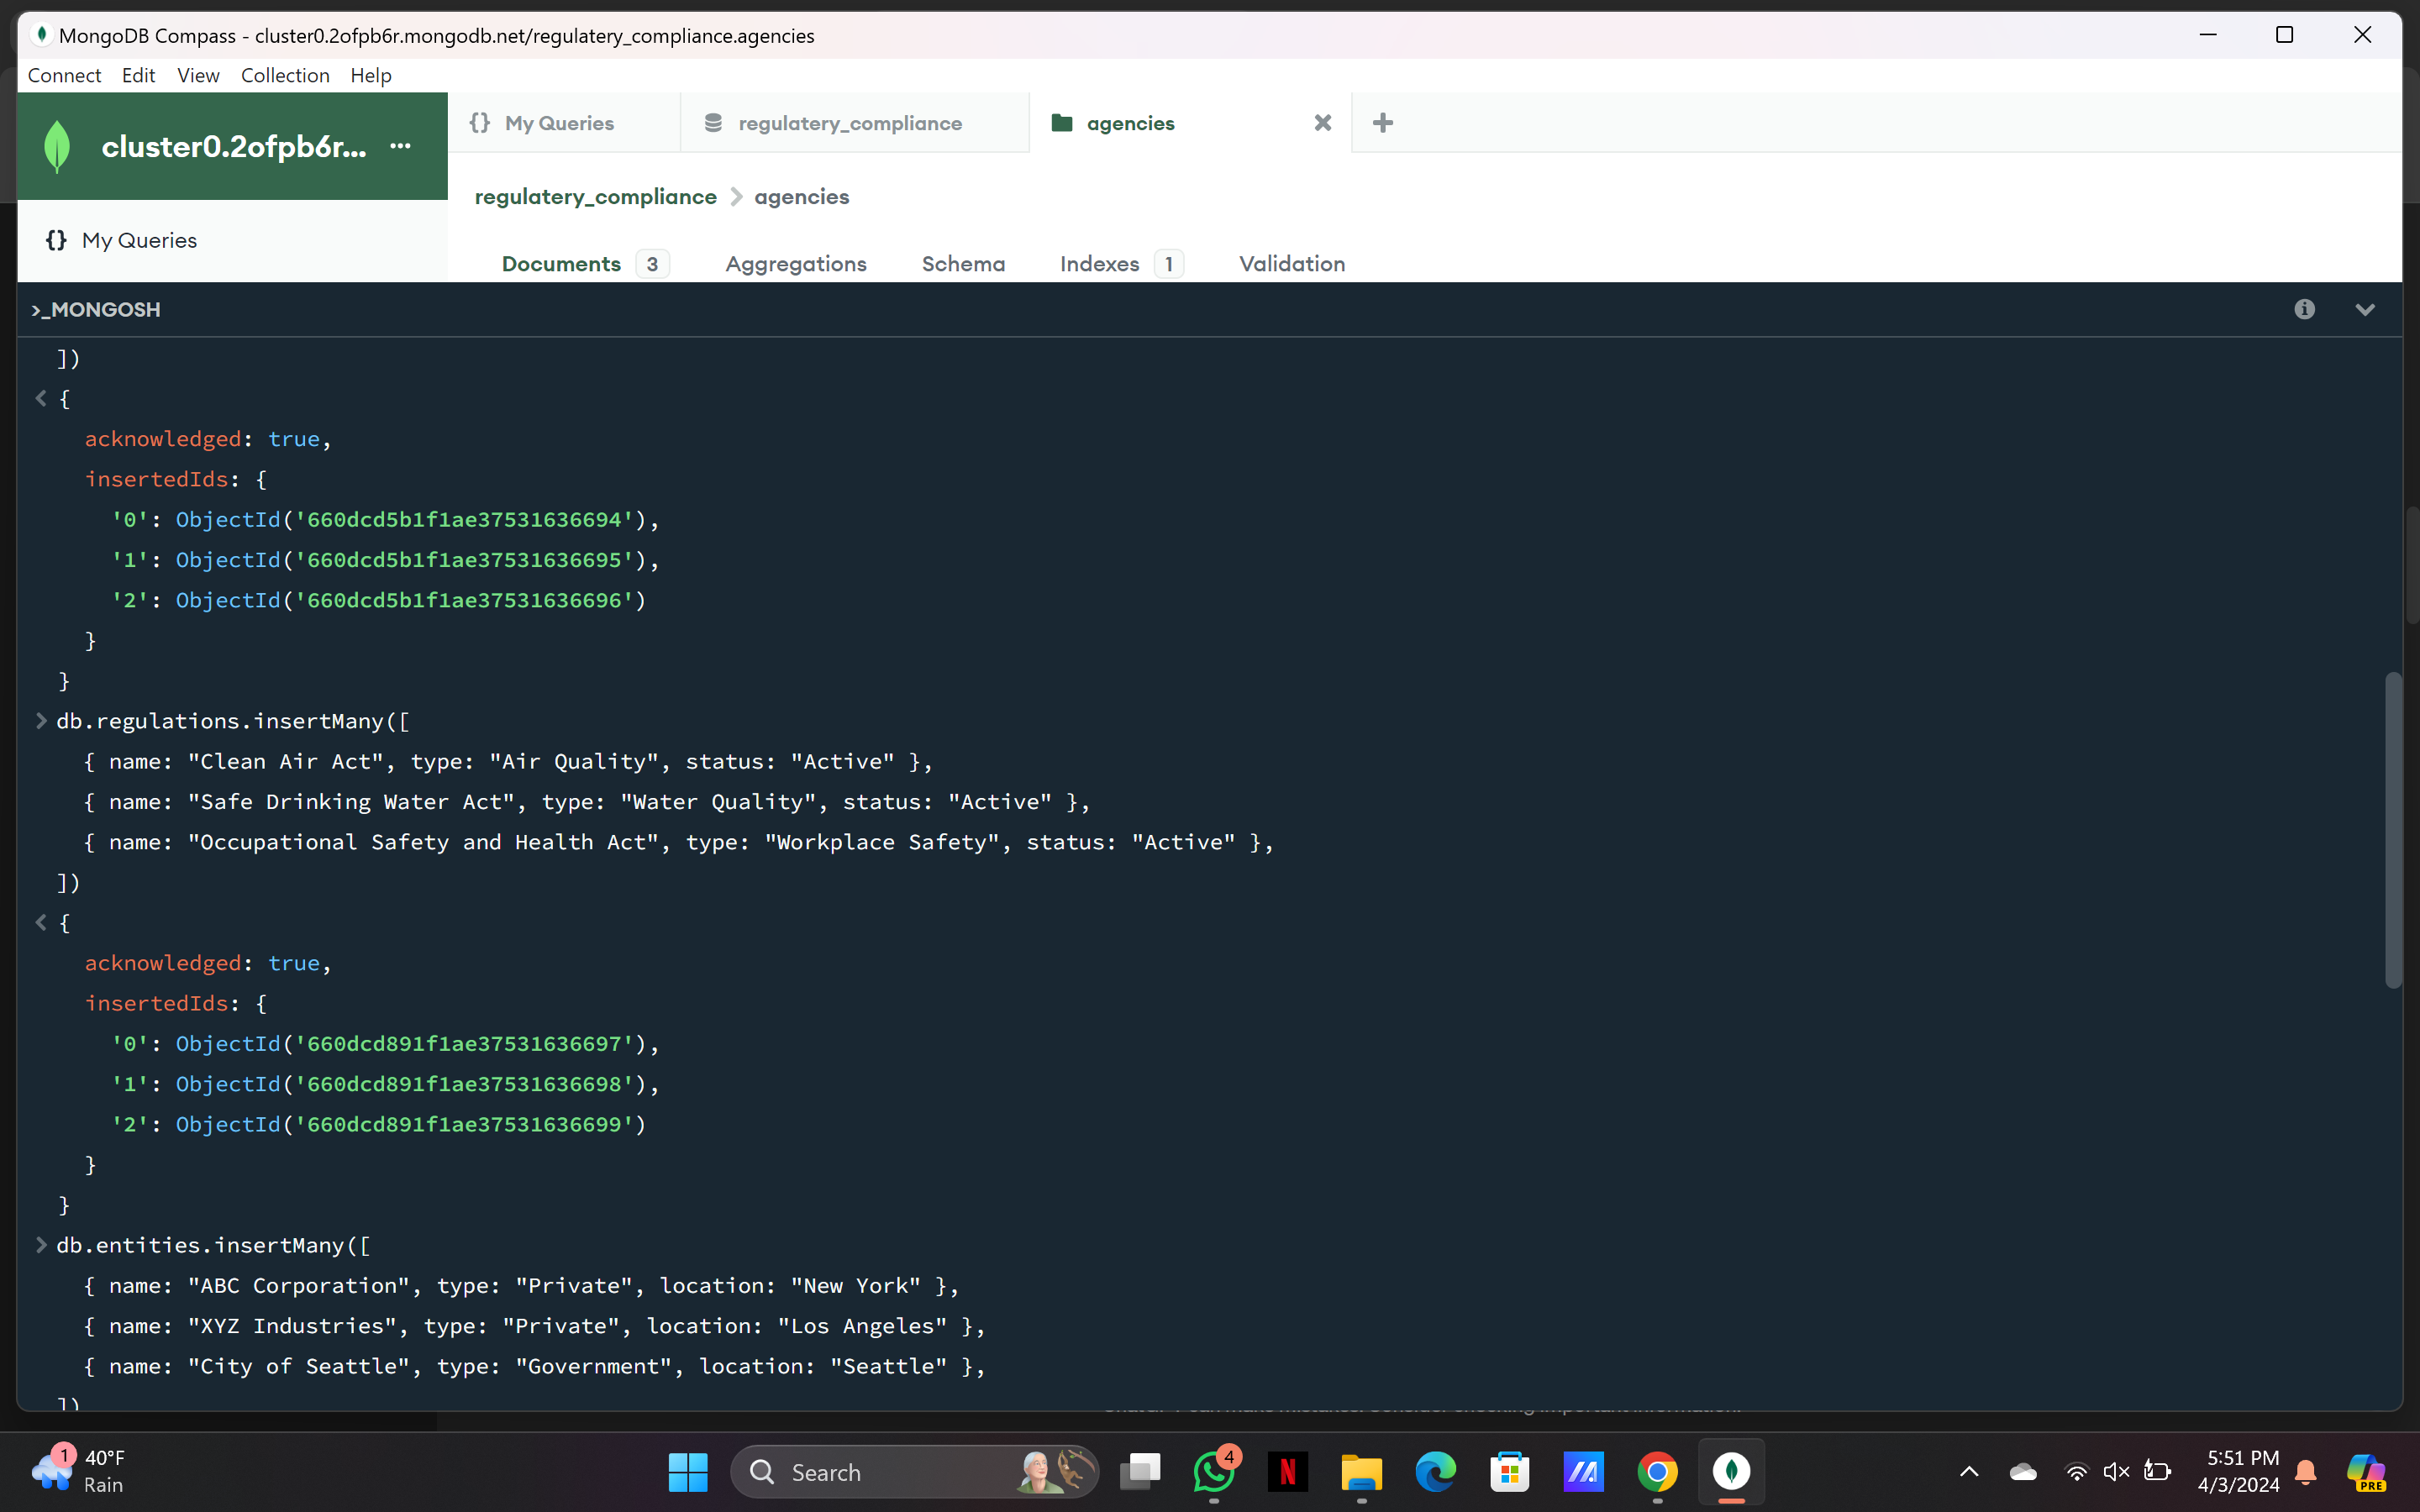 MongoDB Compass - cluster0.2ofpb6r.mongodb.net/regulatery_compliance.agencies
Connect Edit View Collection Help
cluster0.2ofpb6r... ...
{} My Queries
{} My Queries
regulatery_compliance
agencies
regulatery_compliance > agencies
Documents 3 Aggregations Schema Indexes 1 Validation
>_MONGOSH
])
< {
acknowledged: true,
insertedIds: {
'0': ObjectId('660dcd5b1f1ae37531636694'),
'1': ObjectId('660dcd5b1f1ae37531636695'),
'2': ObjectId('660dcd5b1f1ae37531636696')
}
}
> db.regulations.insertMany([
{ name: "Clean Air Act", type: "Air Quality", status: "Active" },
{ name: "Safe Drinking Water Act", type: "Water Quality", status: "Active" },
{ name: "Occupational Safety and Health Act", type: "Workplace Safety", status: "Active" },
])
< {
acknowledged: true,
insertedIds: {
'0': ObjectId('660dcd891f1ae37531636697'),
'1': ObjectId('660dcd891f1ae37531636698'),
'2': ObjectId('660dcd891f1ae37531636699')
}
}
> db.entities.insertMany([
{ name: "ABC Corporation", type: "Private", location: "New York" },
{ name: "XYZ Industries", type: "Private", location: "Los Angeles" },
{ name: "City of Seattle", type: "Government", location: "Seattle" },
])
1
40°F
Rain
Search
4
N
5:51 PM
4/3/2024
PRE